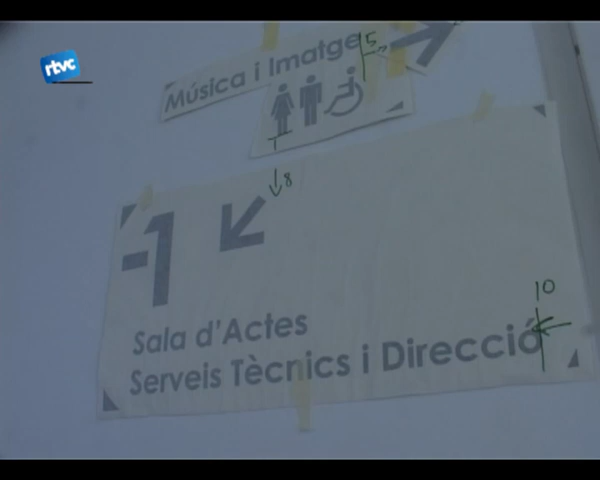 rtvc
Música i Imatge
5
8
-1
10
Sala d'Actes
Serveis Tècnics i Direcció